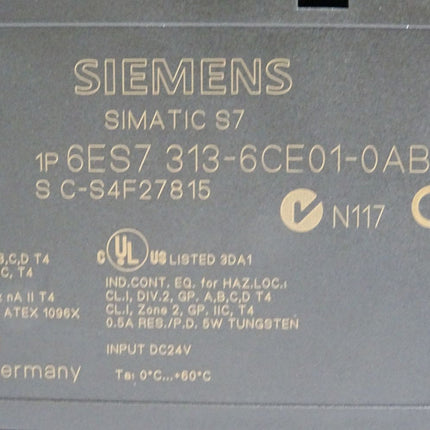 SIEMENS
SIMATIC S7
1P 6ES7 313-6CE01-0AB
S C-S4F27815
N117
C UL US LISTED 3DA1
B,C,D T4
C, T4
nA II T4
ATEX 1096X
IND.CONT. EQ. for HAZ.LOC.:
CL.I, DIV.2, GP. A,B,C,D T4
CL.I, Zone 2, GP. IIC, T4
0.5A RES./P.D. 5W TUNGSTEN
INPUT DC24V
ermany
Ta: 0°C...+60°C